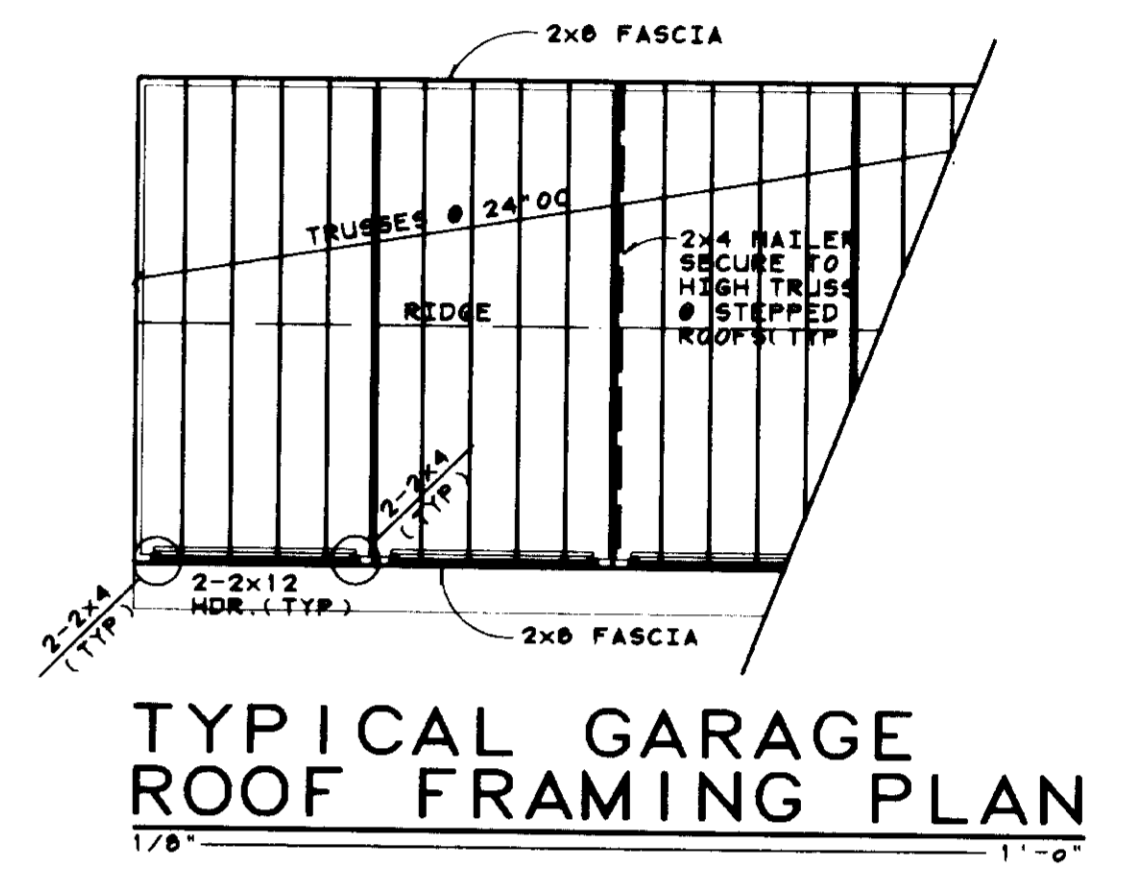 2x8 FASCIA
TRUSSES @ 24"OC
2x4 NAILER
SECURE TO
HIGH TRUSS
@ STEPPED
ROOFS(TYP
RIDGE
2-2x4
(TYP)
2-2x12
HDR.(TYP)
2-2x4
(TYP)
2x8 FASCIA
TYPICAL GARAGE
ROOF FRAMING PLAN
1/8" 1'-0"